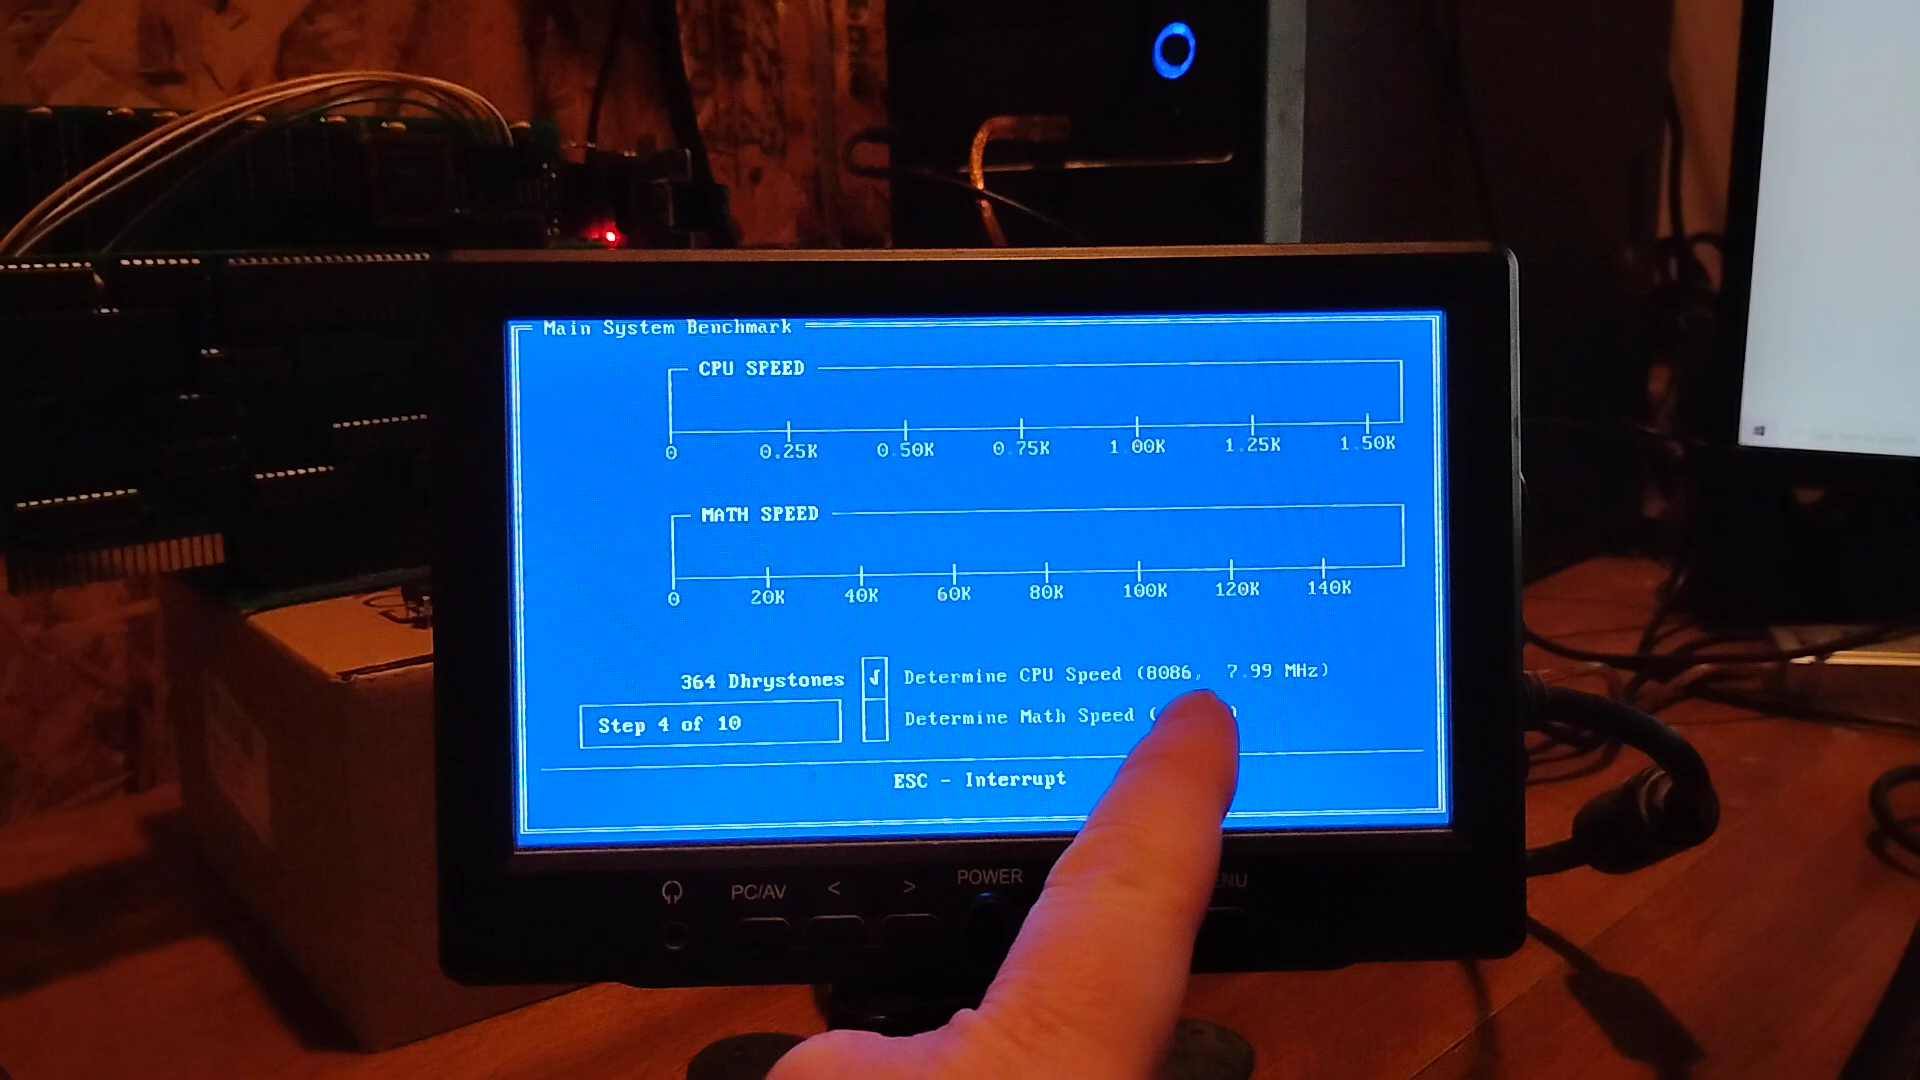 Main System Benchmark
CPU SPEED
0 0.25K 0.50K 0.75K 1.00K 1.25K 1.50K
MATH SPEED
0 20K 40K 60K 80K 100K 120K 140K
364 Dhrystones √ Determine CPU Speed (8086, 7.99 MHz)
Step 4 of 10 Determine Math Speed (
ESC - Interrupt
PC/AV < > POWER